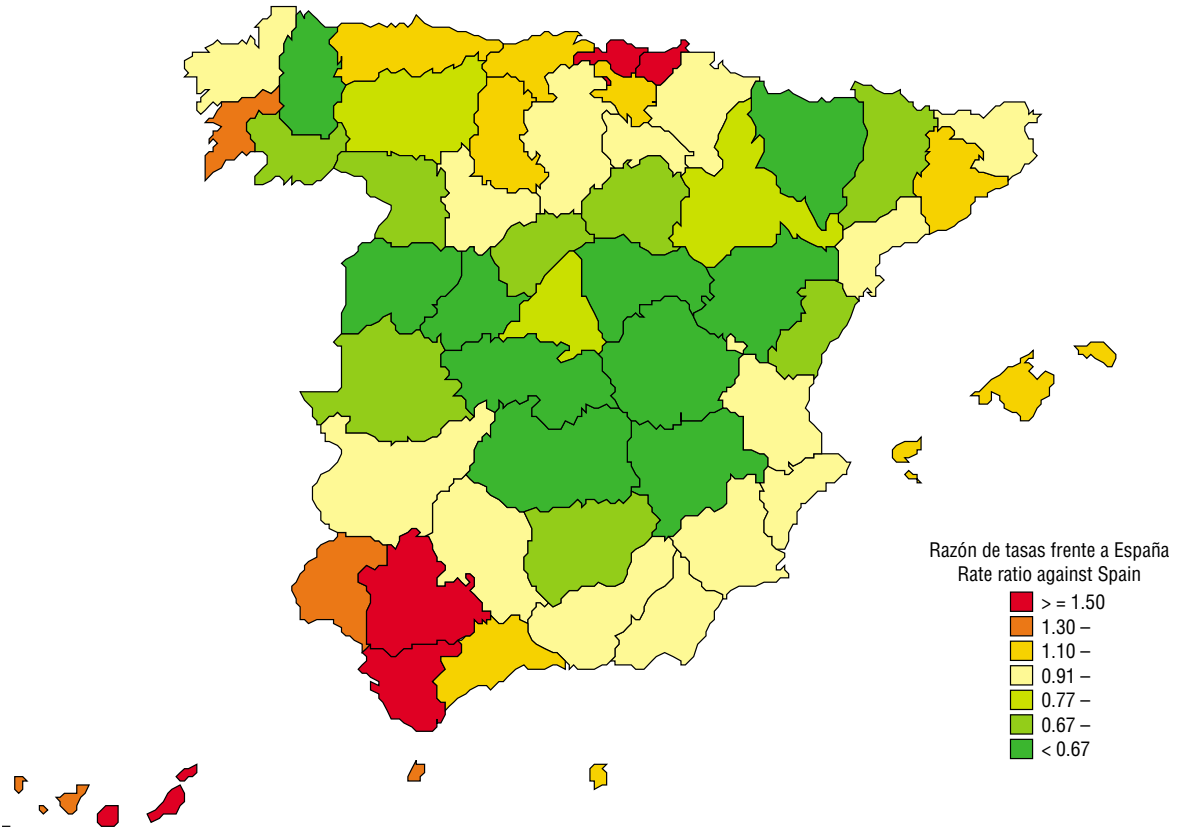 Razón de tasas frente a España
Rate ratio against Spain
> = 1.50
1.30 –
1.10 –
0.91 –
0.77 –
0.67 –
< 0.67